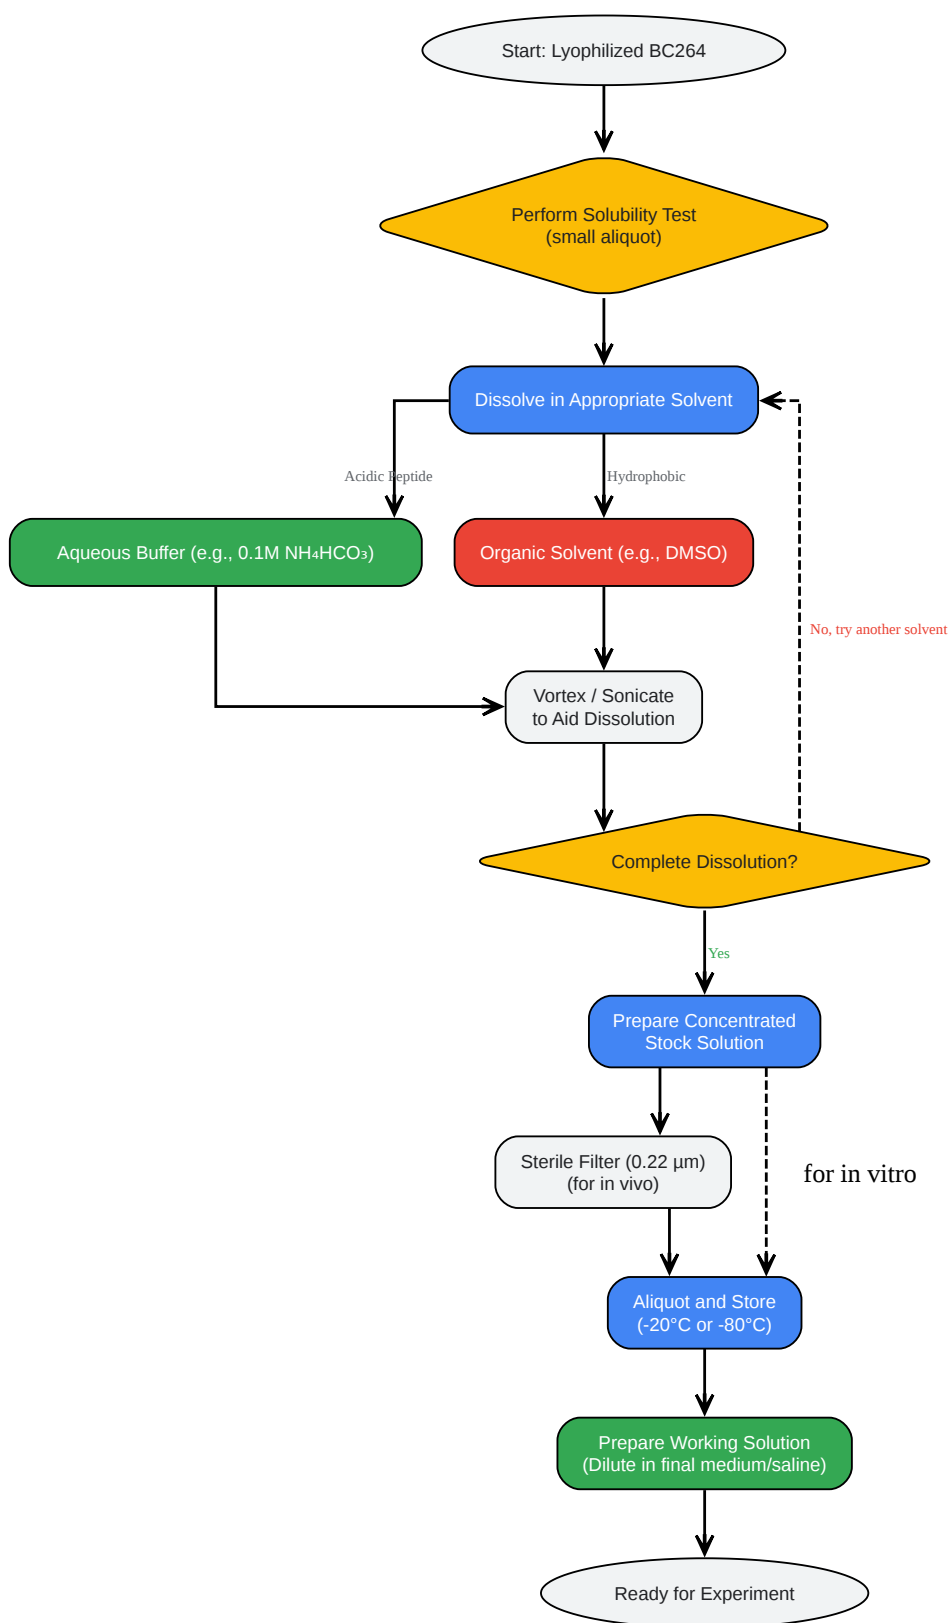 Start: Lyophilized BC264
Perform Solubility Test
(small aliquot)
Dissolve in Appropriate Solvent
Acidic Peptide
Hydrophobic
Aqueous Buffer (e.g., 0.1M NH₄HCO₃)
Organic Solvent (e.g., DMSO)
No, try another solvent
Vortex / Sonicate
to Aid Dissolution
Complete Dissolution?
Yes
Prepare Concentrated
Stock Solution
Sterile Filter (0.22 µm)
(for in vivo)
for in vitro
Aliquot and Store
(-20°C or -80°C)
Prepare Working Solution
(Dilute in final medium/saline)
Ready for Experiment